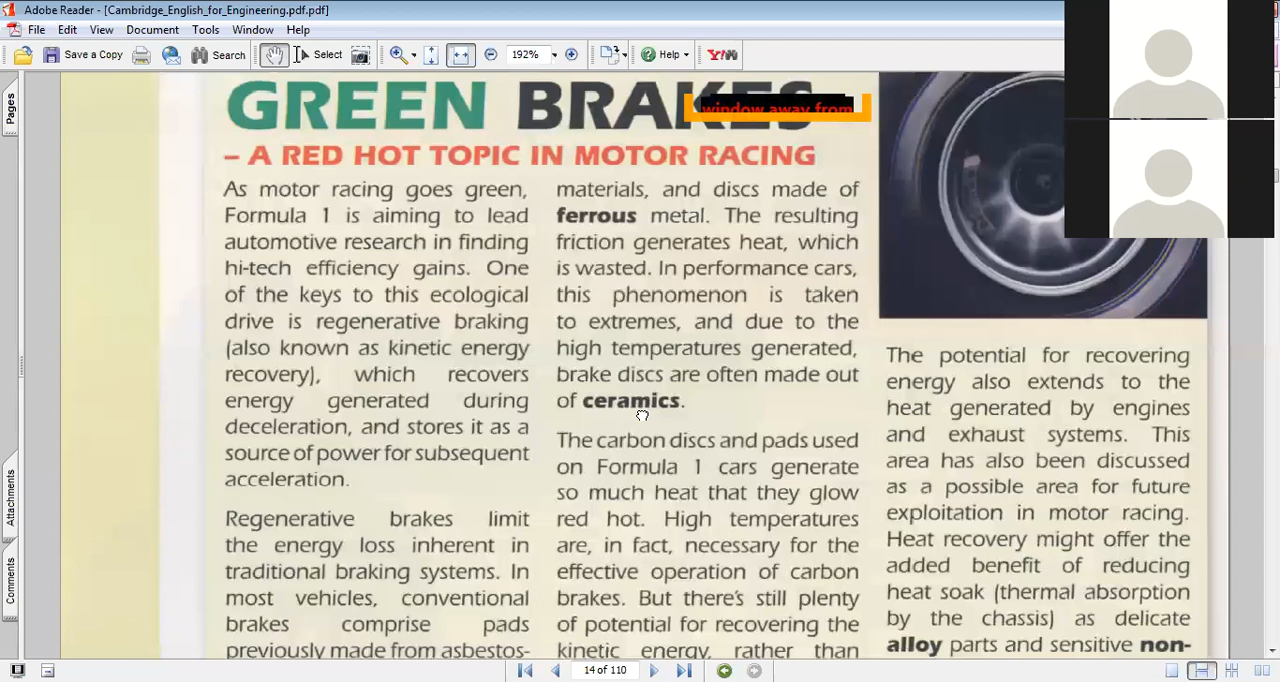 Adobe Reader - [Cambridge_English_for_Engineering.pdf.pdf]
File Edit View Document Tools Window Help
Save a Copy Search Select 192% Help Y!
Pages
Attachments
Comments
GREEN BRAKES
window away from
– A RED HOT TOPIC IN MOTOR RACING
As motor racing goes green,
Formula 1 is aiming to lead
automotive research in finding
hi-tech efficiency gains. One
of the keys to this ecological
drive is regenerative braking
(also known as kinetic energy
recovery), which recovers
energy generated during
deceleration, and stores it as a
source of power for subsequent
acceleration.
Regenerative brakes limit
the energy loss inherent in
traditional braking systems. In
most vehicles, conventional
brakes comprise pads
previously made from asbestos-
materials, and discs made of
ferrous metal. The resulting
friction generates heat, which
is wasted. In performance cars,
this phenomenon is taken
to extremes, and due to the
high temperatures generated,
brake discs are often made out
of ceramics.
The carbon discs and pads used
on Formula 1 cars generate
so much heat that they glow
red hot. High temperatures
are, in fact, necessary for the
effective operation of carbon
brakes. But there's still plenty
of potential for recovering the
kinetic energy, rather than
The potential for recovering
energy also extends to the
heat generated by engines
and exhaust systems. This
area has also been discussed
as a possible area for future
exploitation in motor racing.
Heat recovery might offer the
added benefit of reducing
heat soak (thermal absorption
by the chassis) as delicate
alloy parts and sensitive non-
14 of 110